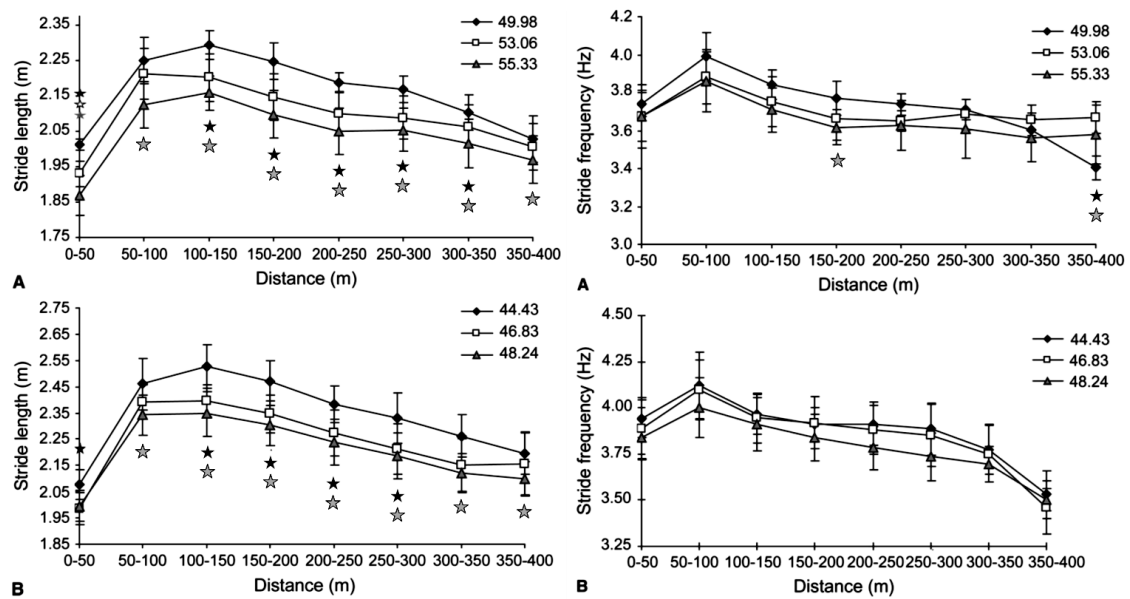 2.35
2.25
2.15
2.05
1.95
1.85
1.75
Stride length (m)
49.98
53.06
55.33
0-50 50-100 100-150 150-200 200-250 250-300 300-350 350-400
Distance (m)
A
4.2
4.0
3.8
3.6
3.4
3.2
3.0
Stride frequency (Hz)
49.98
53.06
55.33
0-50 50-100 100-150 150-200 200-250 250-300 300-350 350-400
Distance (m)
A
2.75
2.65
2.55
2.45
2.35
2.25
2.15
2.05
1.95
1.85
Stride length (m)
44.43
46.83
48.24
0-50 50-100 100-150 150-200 200-250 250-300 300-350 350-400
Distance (m)
B
4.50
4.25
4.00
3.75
3.50
3.25
Stride frequency (Hz)
44.43
46.83
48.24
0-50 50-100 100-150 150-200 200-250 250-300 300-350 350-400
Distance (m)
B